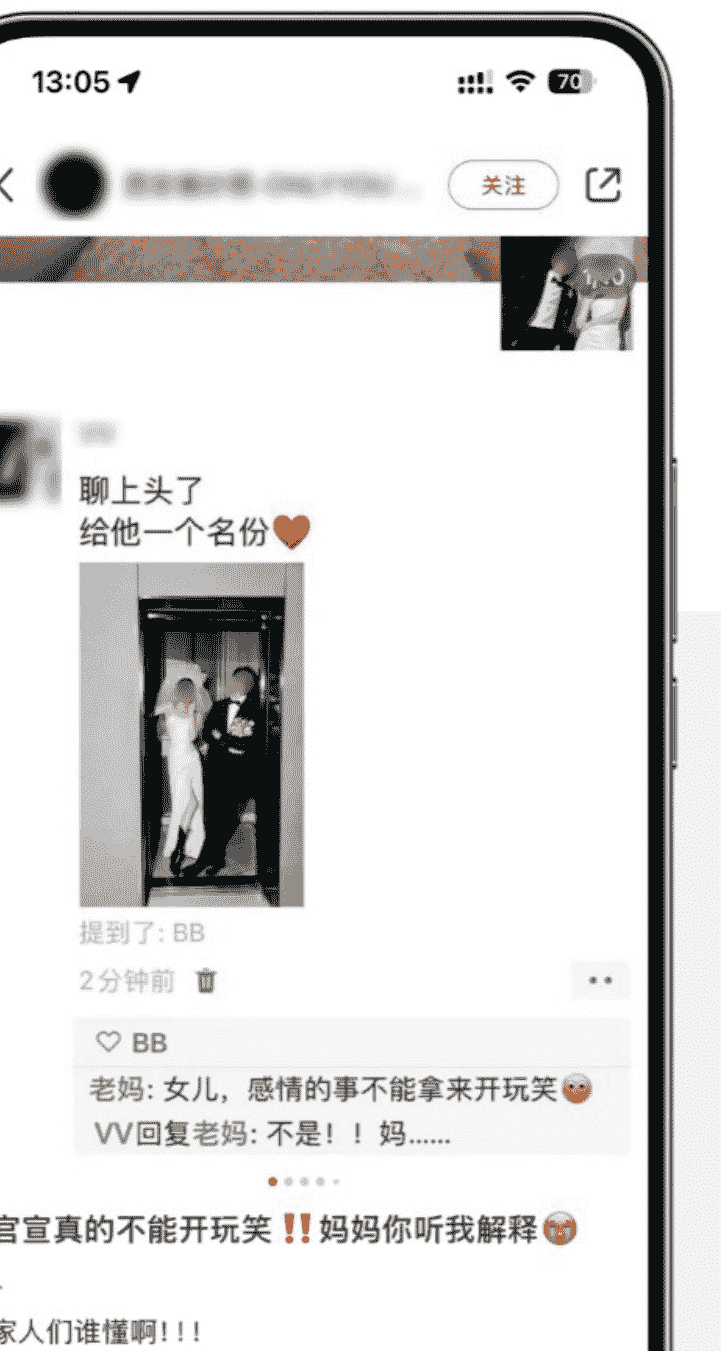 13:05
70
关注
聊上头了
给他一个名份
提到了: BB
2分钟前
BB
老妈: 女儿，感情的事不能拿来开玩笑
VV回复老妈: 不是！！妈......
官宣真的不能开玩笑‼️妈妈你听我解释
家人们谁懂啊!!!